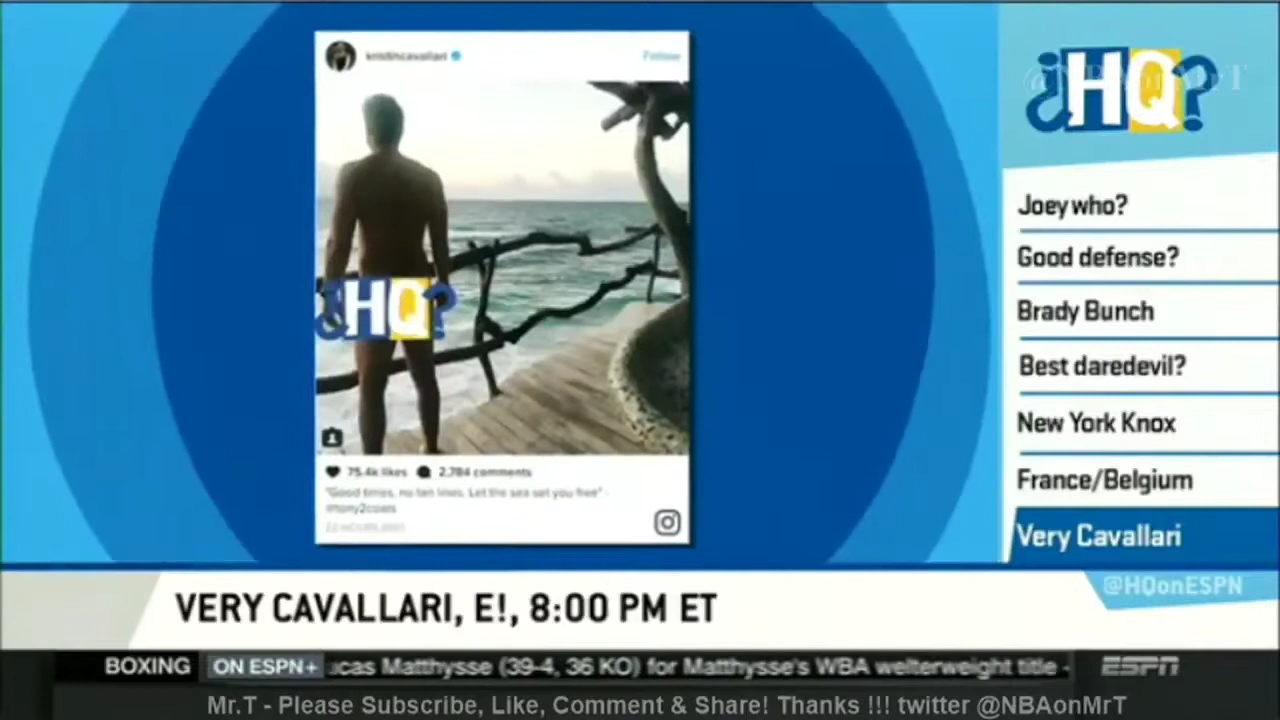 kristincavallari
Follow
¿HQ?
75.4k likes 2,784 comments
"Good times, no tan lines. Let the sea set you free" -
#tony2coats
¿HQ?
@NBAonMrT
Joey who?
Good defense?
Brady Bunch
Best daredevil?
New York Knox
France/Belgium
Very Cavallari
@HQonESPN
VERY CAVALLARI, E!, 8:00 PM ET
BOXING ON ESPN+ ucas Matthysse (39-4, 36 KO) for Matthysse's WBA welterweight title -
ESPN
Mr.T - Please Subscribe, Like, Comment & Share! Thanks !!! twitter @NBAonMrT